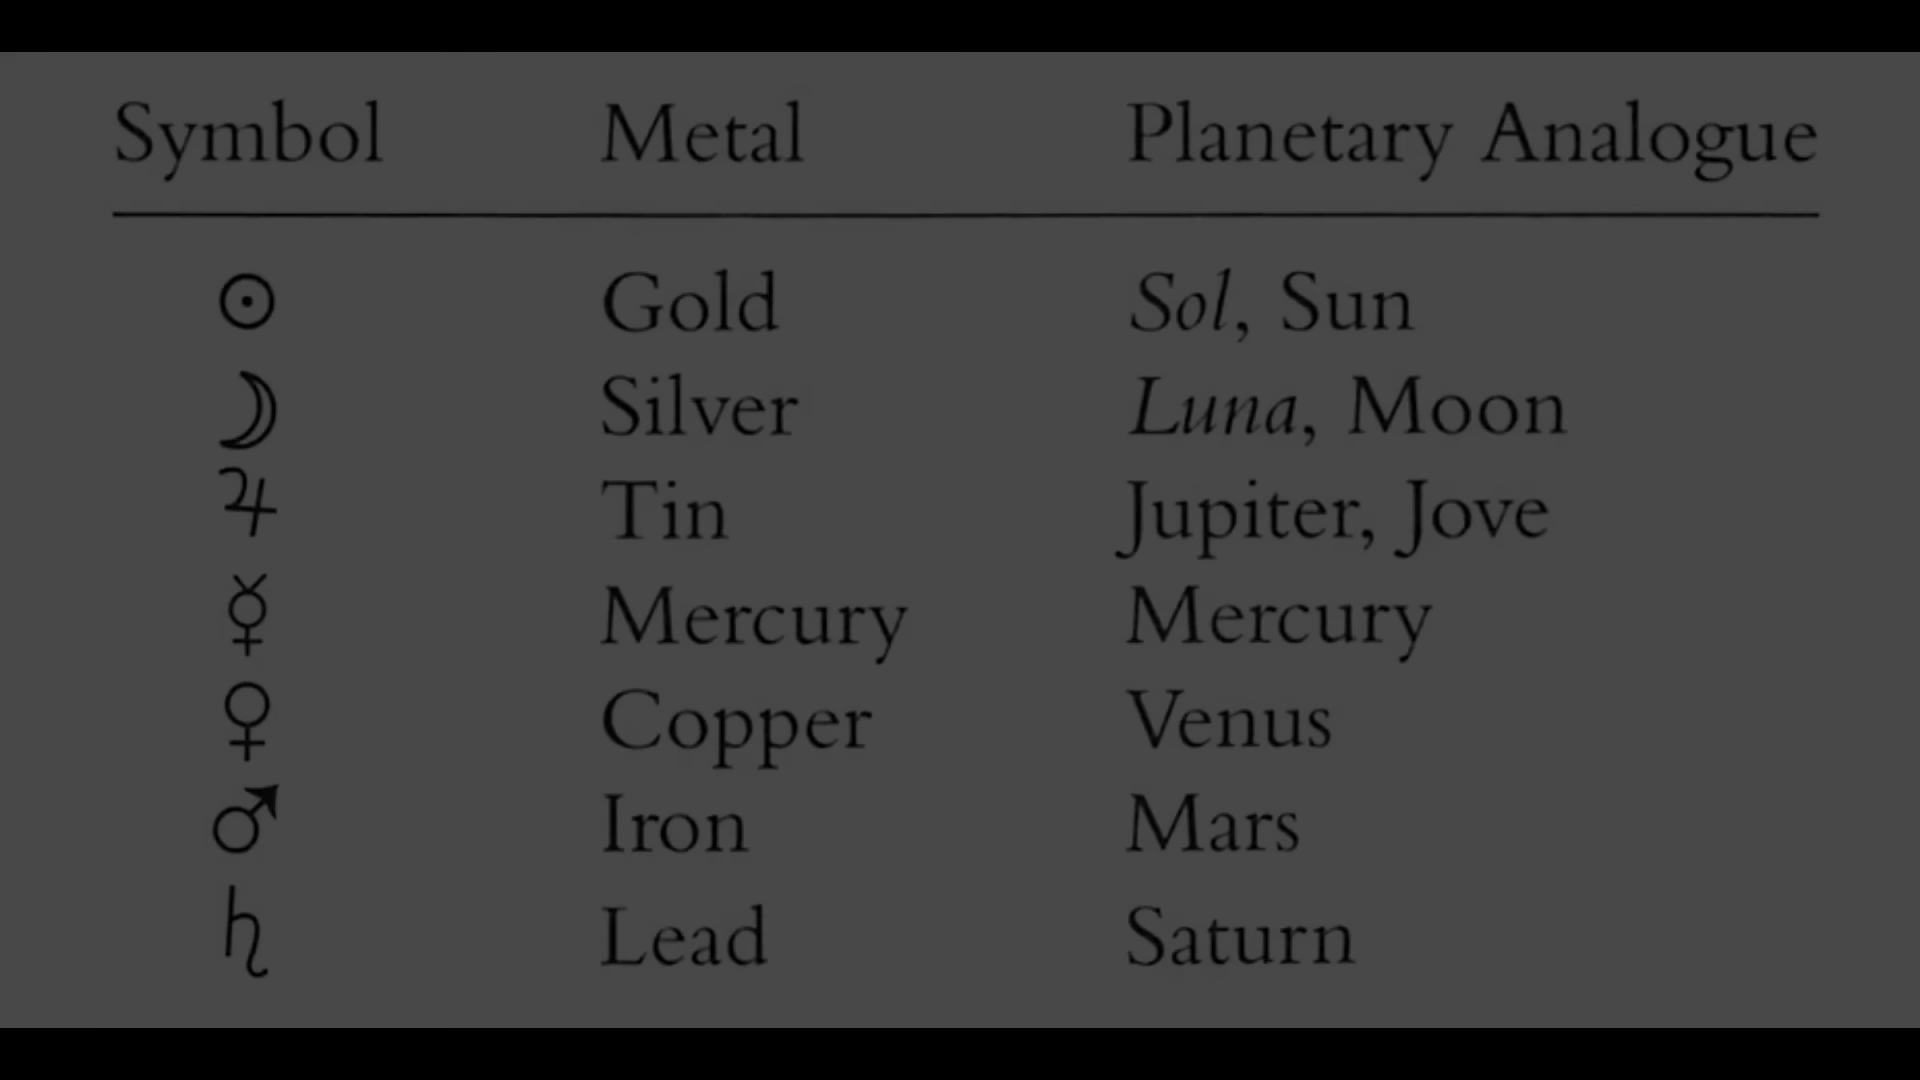 Symbol Metal Planetary Analogue
☉ Gold Sol, Sun
☽ Silver Luna, Moon
♃ Tin Jupiter, Jove
☿ Mercury Mercury
♀ Copper Venus
♂ Iron Mars
♄ Lead Saturn